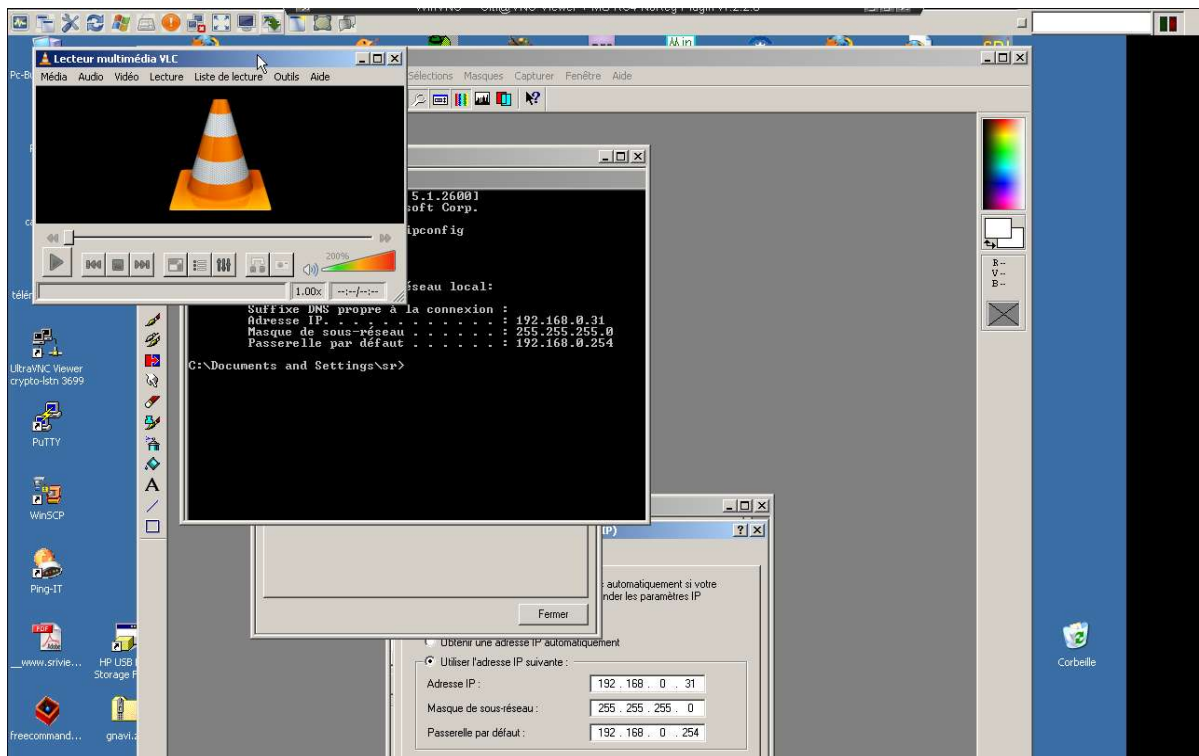 Lecteur multimédia VLC
Média Audio Vidéo Lecture Liste de lecture Outils Aide
Sélections Masques Capturer Fenêtre Aide
200%
1.00x --:--/--:--
5.1.2600]
soft Corp.
ipconfig
éseau local:
Suffixe DNS propre à la connexion :
Adresse IP. . . . . . . . . . . . : 192.168.0.31
Masque de sous-réseau . . . . . . : 255.255.255.0
Passerelle par défaut . . . . . . : 192.168.0.254
C:\Documents and Settings\sr>
R --
V --
B --
UltraVNC Viewer
crypto-lstn 3699
PuTTY
WinSCP
Ping-IT
__www.srivie...
HP USB
Storage F
freecommand...
gnavi.z
A
IP)
automatiquement si votre
nder les paramètres IP
Fermer
Obtenir une adresse IP automatiquement
Utiliser l'adresse IP suivante :
Adresse IP : 192 . 168 . 0 . 31
Masque de sous-réseau : 255 . 255 . 255 . 0
Passerelle par défaut : 192 . 168 . 0 . 254
Corbeille